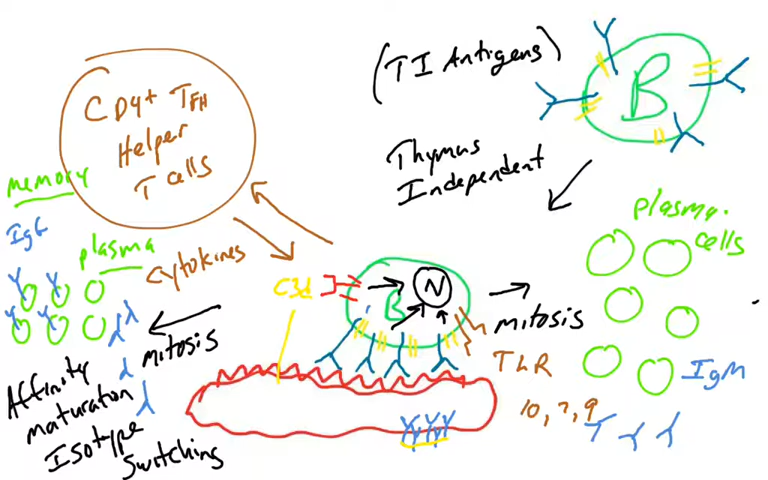 CD4+ TFH
Helper
T cells
(TI Antigens)
B
Thymus
Independent
memory
IgG
plasma
cytokines
plasma
cells
C3d
N
B
mitosis
mitosis
TLR
10, 7, 9
IgM
Affinity
maturation
Isotype
Switching